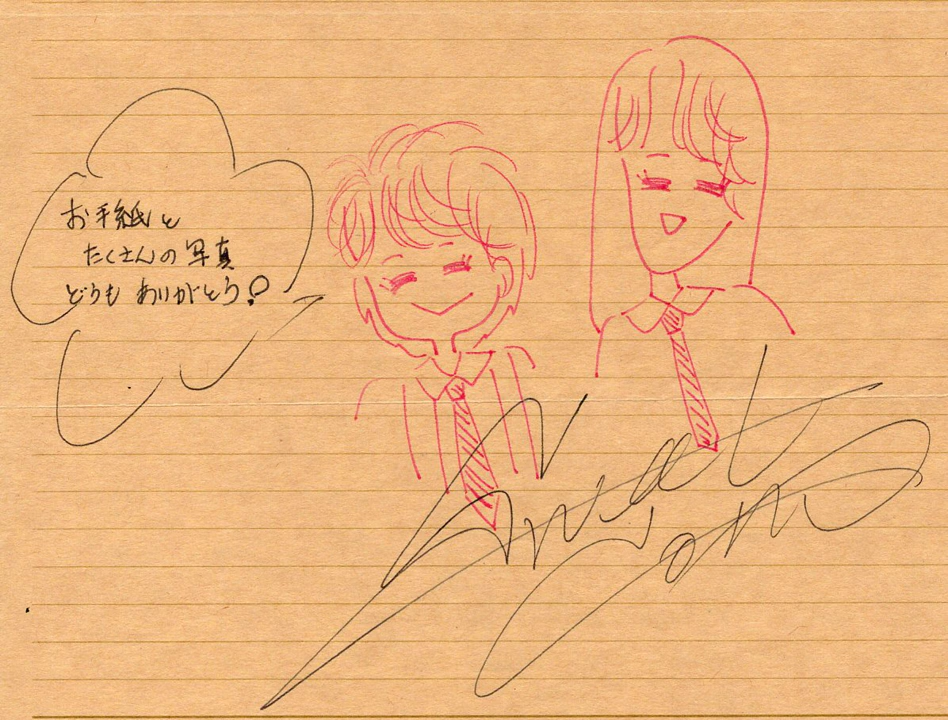 お手紙と
たくさんの写真
どうもありがとう!